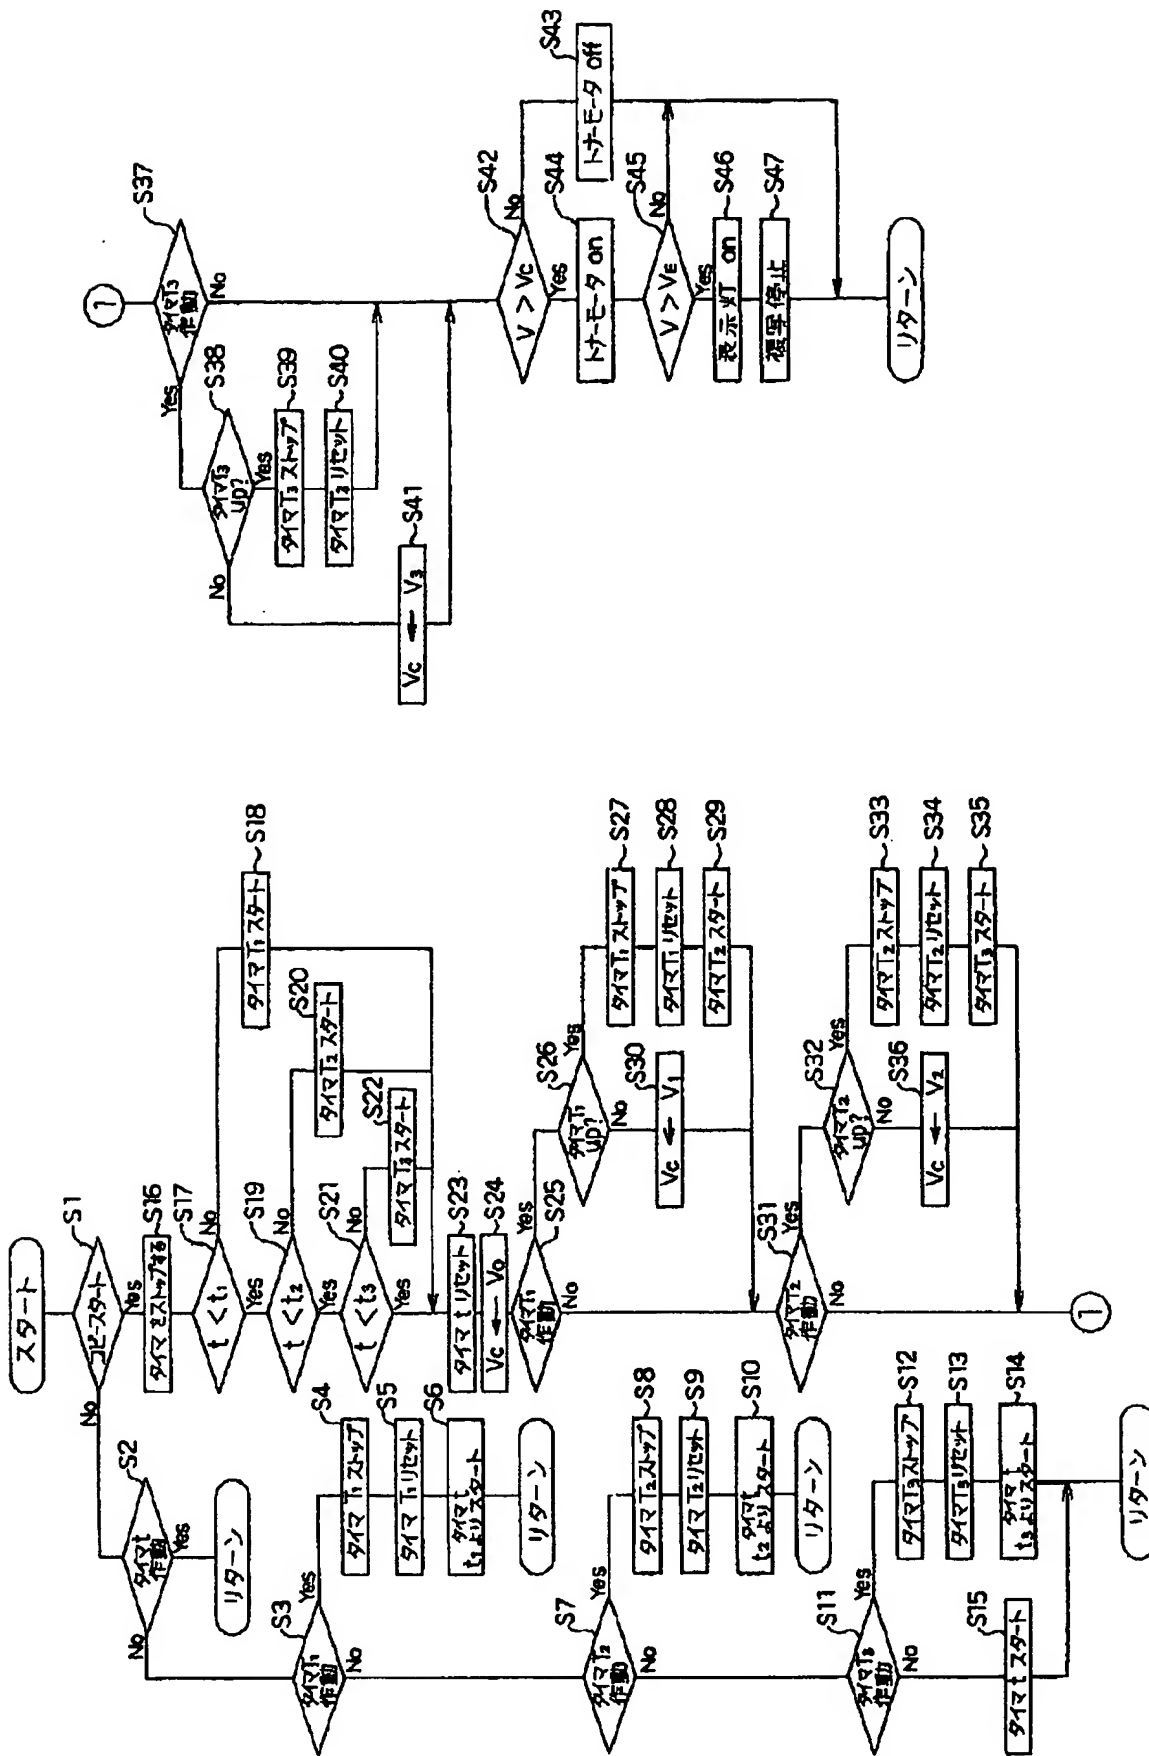 スタート
S1
コピースタート
No
Yes
S2
タイマt
作動
No
Yes
リターン
S3
タイマT₁
作動
Yes
No
S4
タイマT₁ストップ
S5
タイマT₁リセット
S6
タイマt
t₁よりスタート
リターン
S7
タイマT₂
作動
Yes
No
S8
タイマT₂ストップ
S9
タイマT₂リセット
S10
タイマt
t₂よりスタート
リターン
S11
タイマT₃
作動
Yes
No
S12
タイマT₃ストップ
S13
タイマT₃リセット
S14
タイマt
t₃よりスタート
S15
タイマtスタート
リターン
S16
タイマtストップする
S17
t < t₁
No
Yes
S18
タイマT₁スタート
S19
t < t₂
No
Yes
S20
タイマT₂スタート
S21
t < t₃
No
Yes
S22
タイマT₃スタート
S23
タイマtリセット
S24
Vc ← V₀
S25
タイマT₁
作動
Yes
No
S26
タイマT₁
UP?
Yes
No
S27
タイマT₁ストップ
S28
タイマT₁リセット
S29
タイマT₂スタート
S30
Vc ← V₁
S31
タイマT₂
作動
Yes
No
S32
タイマT₂
UP?
Yes
No
S33
タイマT₂ストップ
S34
タイマT₂リセット
S35
タイマT₃スタート
S36
Vc ← V₂
1
1
S37
タイマT₃
作動
Yes
No
S38
タイマT₃
UP?
No
Yes
S39
タイマT₃ストップ
S40
タイマT₂リセット
S41
Vc ← V₃
S42
V > Vc
No
Yes
S43
トナーモータ off
S44
トナーモータ on
S45
V > VE
No
Yes
S46
表示灯 on
S47
複写停止
リターン